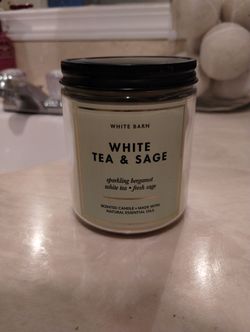 WHITE BARN
WHITE
TEA & SAGE
sparkling bergamot
white tea • fresh sage
SCENTED CANDLE • MADE WITH
NATURAL ESSENTIAL OILS